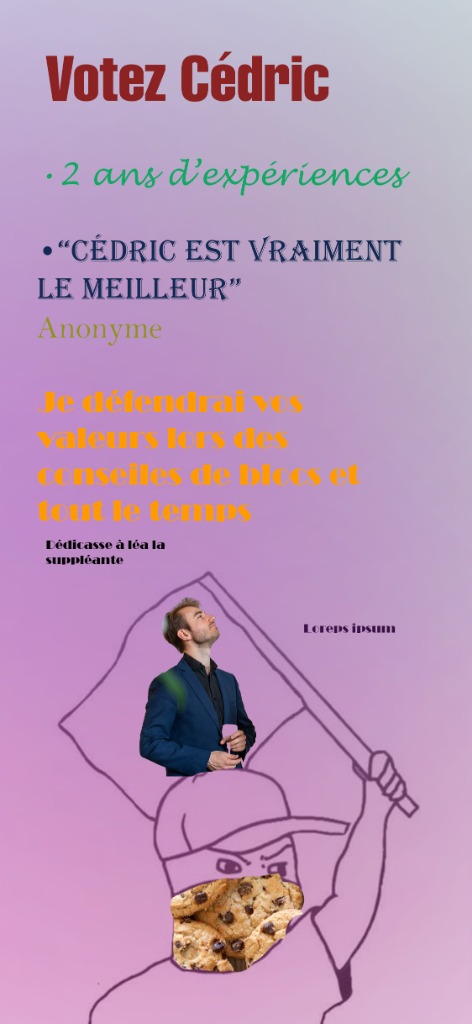 Votez Cédric
•2 ans d’expériences
•“CÉDRIC EST VRAIMENT
LE MEILLEUR”
Anonyme
Je défendrai vos
valeurs lors des
conseiles de blocs et
tout le temps
Dédicasse à léa la
suppléante
Loreps ipsum